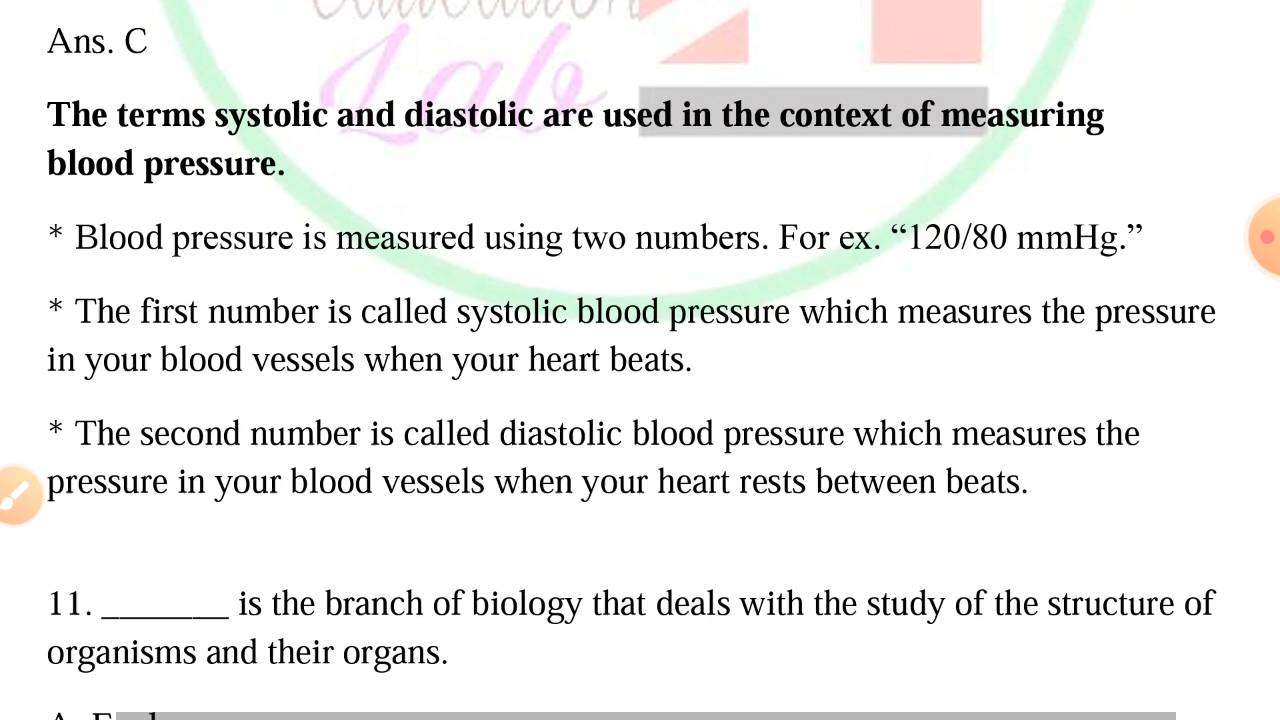 Education
Lab
Ans. C
The terms systolic and diastolic are used in the context of measuring
blood pressure.
* Blood pressure is measured using two numbers. For ex. “120/80 mmHg.”
* The first number is called systolic blood pressure which measures the pressure
in your blood vessels when your heart beats.
* The second number is called diastolic blood pressure which measures the
pressure in your blood vessels when your heart rests between beats.
11. _______ is the branch of biology that deals with the study of the structure of
organisms and their organs.